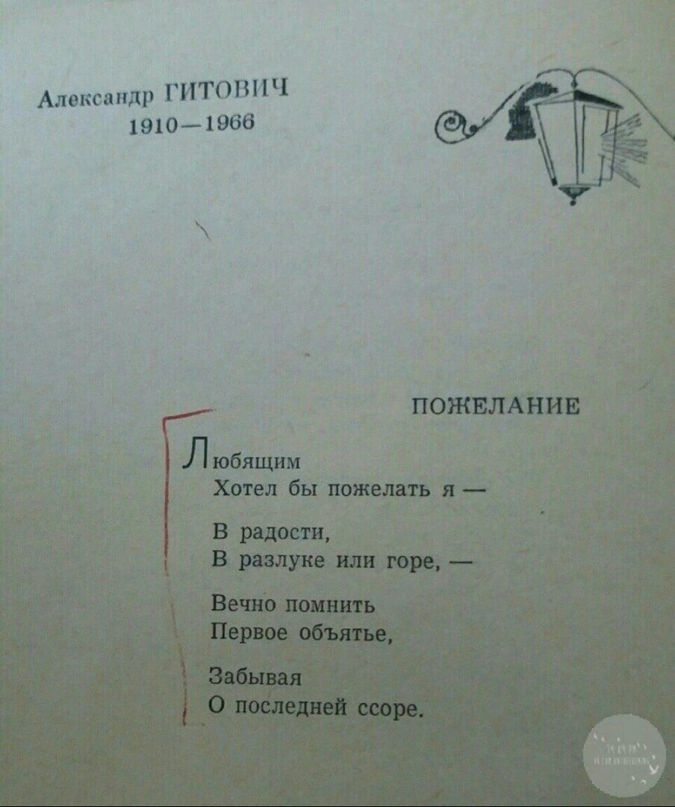 Александр ГИТОВИЧ
1910—1966
ПОЖЕЛАНИЕ
Любящим
Хотел бы пожелать я —
В радости,
В разлуке или горе, —
Вечно помнить
Первое объятье,
Забывая
О последней ссоре.